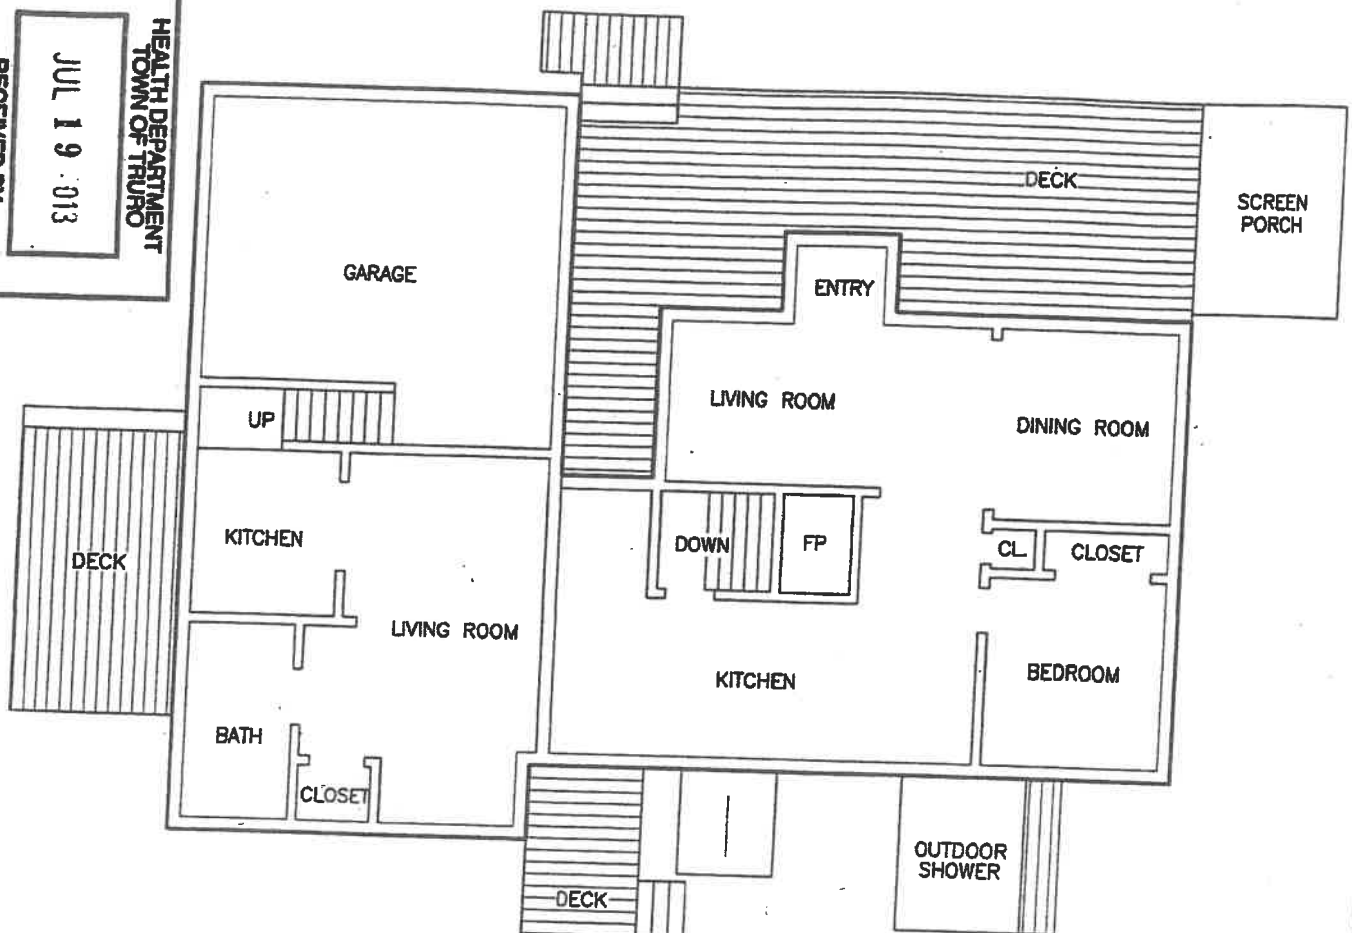 HEALTH DEPARTMENT
TOWN OF TRURO
JUL 19 013
DECK
SCREEN
PORCH
GARAGE
ENTRY
LIVING ROOM
DINING ROOM
UP
KITCHEN
DOWN
FP
CL
CLOSET
DECK
LIVING ROOM
KITCHEN
BEDROOM
BATH
CLOSET
OUTDOOR
SHOWER
DECK